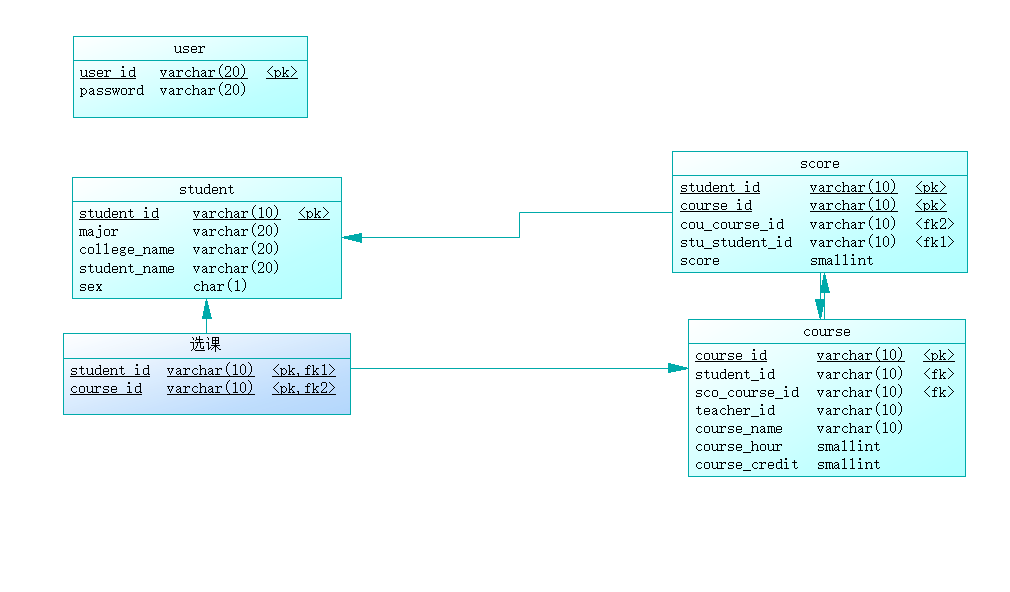 user
user_id varchar(20) <pk>
password varchar(20)
student
student_id varchar(10) <pk>
major varchar(20)
college_name varchar(20)
student_name varchar(20)
sex char(1)
score
student_id varchar(10) <pk>
course_id varchar(10) <pk>
cou_course_id varchar(10) <fk2>
stu_student_id varchar(10) <fk1>
score smallint
选课
student_id varchar(10) <pk,fk1>
course_id varchar(10) <pk,fk2>
course
course_id varchar(10) <pk>
student_id varchar(10) <fk>
sco_course_id varchar(10) <fk>
teacher_id varchar(10)
course_name varchar(10)
course_hour smallint
course_credit smallint